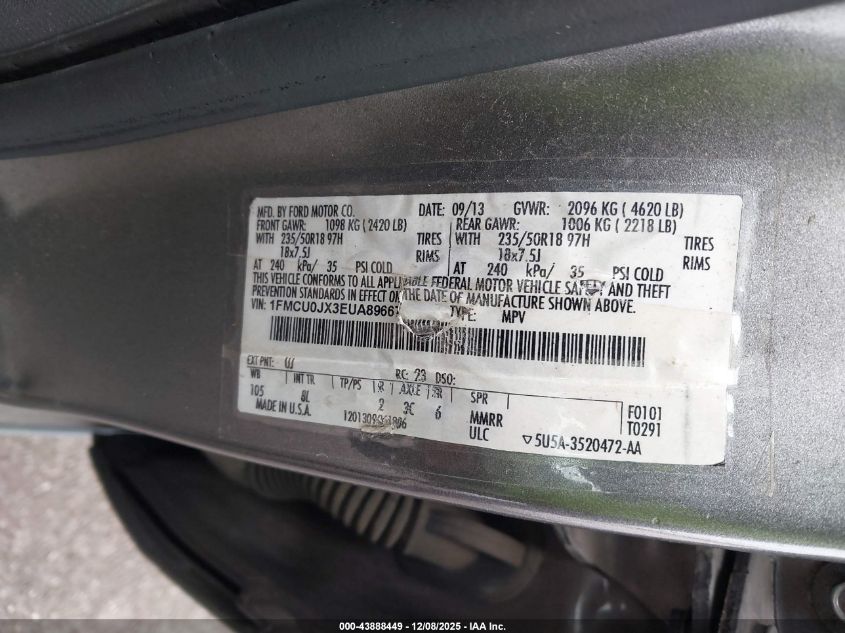 MFD. BY FORD MOTOR CO. DATE: 09/13 GVWR: 2096 KG ( 4620 LB)
FRONT GAWR: 1098 KG ( 2420 LB) REAR GAWR: 1006 KG ( 2218 LB)
WITH 235/50R18 97H TIRES WITH 235/50R18 97H TIRES
18x7.5J RIMS 18x7.5J RIMS
AT 240 kPa/ 35 PSI COLD AT 240 kPa/ 35 PSI COLD
THIS VEHICLE CONFORMS TO ALL APPLICABLE FEDERAL MOTOR VEHICLE SAFETY AND THEFT
PREVENTION STANDARDS IN EFFECT ON THE DATE OF MANUFACTURE SHOWN ABOVE.
VIN: 1FMCU0JX3EUA8966 TYPE: MPV
EXT PNT: UJ RC: 23 DSO:
WB INT TR TP/PS R AXLE TR SPR
105 8L 2 3C 6 MMRR F0101
MADE IN U.S.A. ULC ▽5U5A-3520472-AA T0291
000-43888449 - 12/08/2025 - IAA Inc.